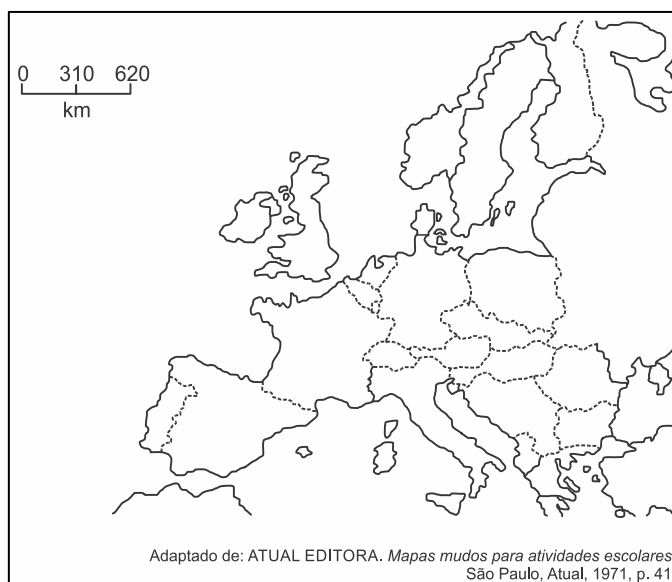 0 310 620
km
Adaptado de: ATUAL EDITORA. Mapas mudos para atividades escolares
São Paulo, Atual, 1971, p. 41